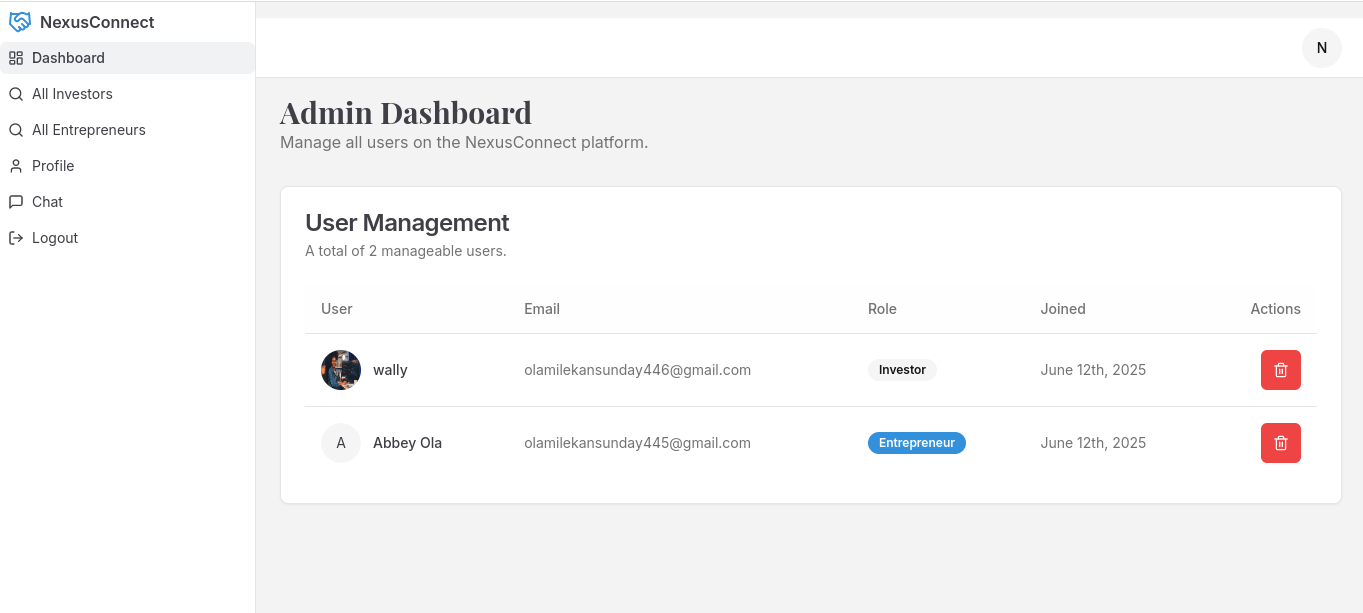 NexusConnect
Dashboard
All Investors
All Entrepreneurs
Profile
Chat
Logout
N
Admin Dashboard
Manage all users on the NexusConnect platform.
User Management
A total of 2 manageable users.
User Email Role Joined Actions
wally olamilekansunday446@gmail.com Investor June 12th, 2025
A Abbey Ola olamilekansunday445@gmail.com Entrepreneur June 12th, 2025